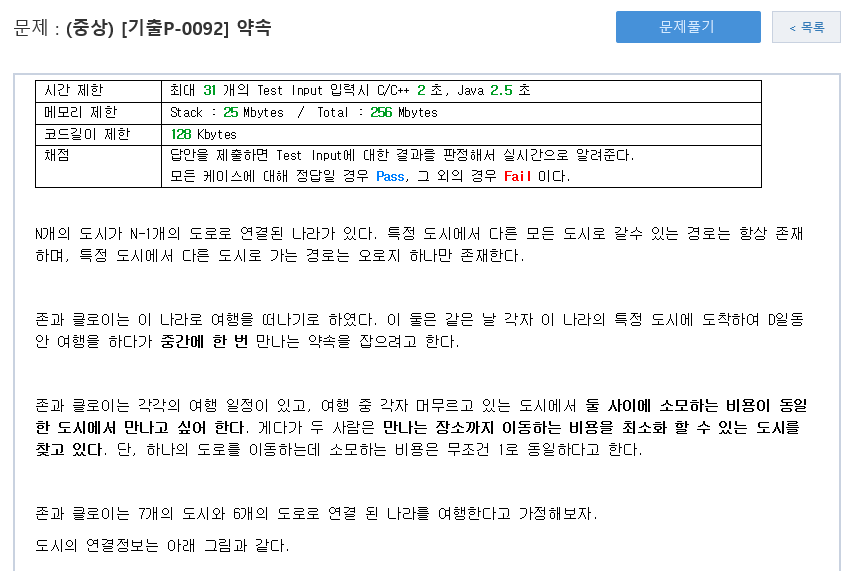 문제 : (중상) [기출P-0092] 약속
문제풀기
< 목록
시간 제한 최대 31 개의 Test Input 입력시 C/C++ 2 초, Java 2.5 초
메모리 제한 Stack : 25 Mbytes / Total : 256 Mbytes
코드길이 제한 128 Kbytes
채점 답안을 제출하면 Test Input에 대한 결과를 판정해서 실시간으로 알려준다.
모든 케이스에 대해 정답일 경우 Pass, 그 외의 경우 Fail 이다.
N개의 도시가 N-1개의 도로로 연결된 나라가 있다. 특정 도시에서 다른 모든 도시로 갈수 있는 경로는 항상 존재
하며, 특정 도시에서 다른 도시로 가는 경로는 오로지 하나만 존재한다.
존과 클로이는 이 나라로 여행을 떠나기로 하였다. 이 둘은 같은 날 각자 이 나라의 특정 도시에 도착하여 D일동
안 여행을 하다가 중간에 한 번 만나는 약속을 잡으려고 한다.
존과 클로이는 각각의 여행 일정이 있고, 여행 중 각자 머무르고 있는 도시에서 둘 사이에 소모하는 비용이 동일
한 도시에서 만나고 싶어 한다. 게다가 두 사람은 만나는 장소까지 이동하는 비용을 최소화 할 수 있는 도시를
찾고 있다. 단, 하나의 도로를 이동하는데 소모하는 비용은 무조건 1로 동일하다고 한다.
존과 클로이는 7개의 도시와 6개의 도로로 연결 된 나라를 여행한다고 가정해보자.
도시의 연결정보는 아래 그림과 같다.